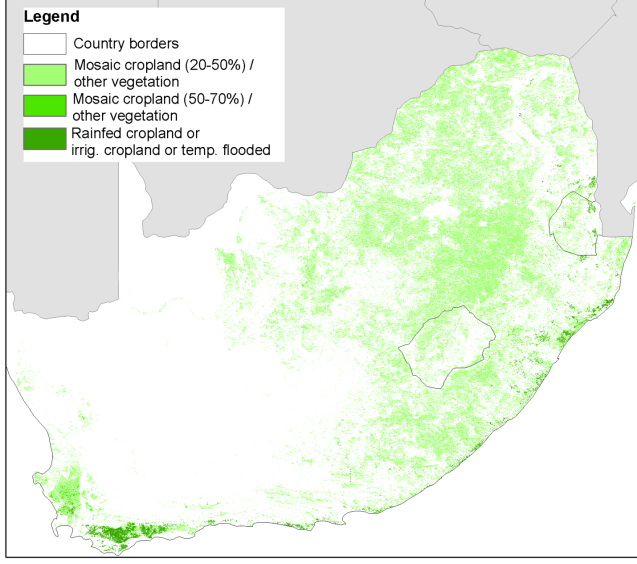 Legend
Country borders
Mosaic cropland (20-50%) /
other vegetation
Mosaic cropland (50-70%) /
other vegetation
Rainfed cropland or
irrig. cropland or temp. flooded